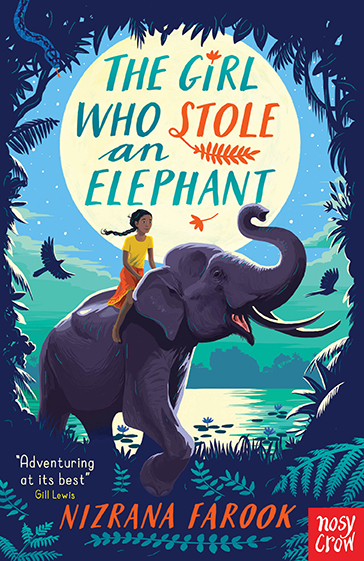 THE GIRL
WHO STOLE
an
ELEPHANT
"Adventuring
at its best"
Gill Lewis
NIZRANA FAROOK
nosy
crow